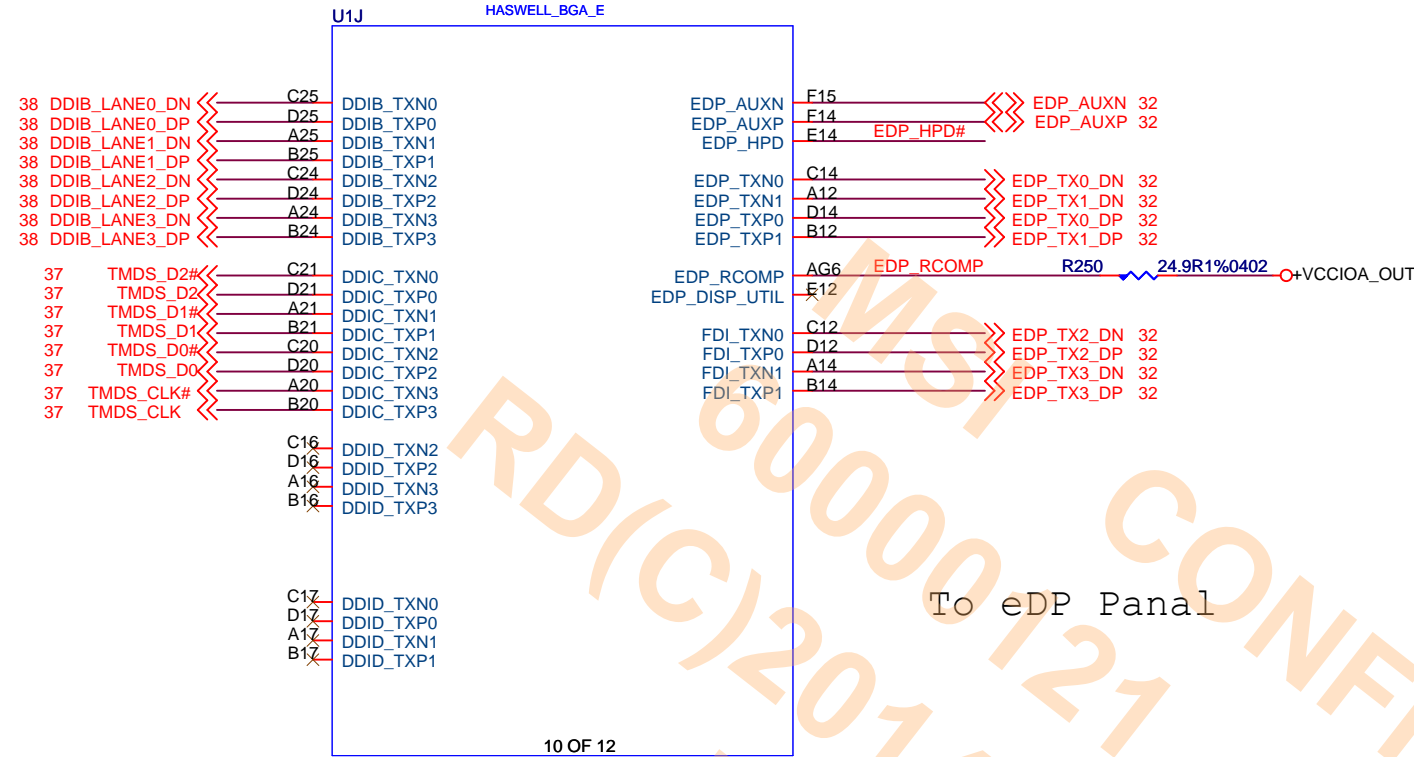 U1J HASWELL_BGA_E
38 DDIB_LANE0_DN C25 DDIB_TXN0
38 DDIB_LANE0_DP D25 DDIB_TXP0
38 DDIB_LANE1_DN A25 DDIB_TXN1
38 DDIB_LANE1_DP B25 DDIB_TXP1
38 DDIB_LANE2_DN C24 DDIB_TXN2
38 DDIB_LANE2_DP D24 DDIB_TXP2
38 DDIB_LANE3_DN A24 DDIB_TXN3
38 DDIB_LANE3_DP B24 DDIB_TXP3
37 TMDS_D2# C21 DDIC_TXN0
37 TMDS_D2 D21 DDIC_TXP0
37 TMDS_D1# A21 DDIC_TXN1
37 TMDS_D1 B21 DDIC_TXP1
37 TMDS_D0# C20 DDIC_TXN2
37 TMDS_D0 D20 DDIC_TXP2
37 TMDS_CLK# A20 DDIC_TXN3
37 TMDS_CLK B20 DDIC_TXP3
C16 DDID_TXN2
D16 DDID_TXP2
A16 DDID_TXN3
B16 DDID_TXP3
C17 DDID_TXN0
D17 DDID_TXP0
A17 DDID_TXN1
B17 DDID_TXP1
EDP_AUXN F15 EDP_AUXN 32
EDP_AUXP F14 EDP_AUXP 32
EDP_HPD E14 EDP_HPD#
EDP_TXN0 C14 EDP_TX0_DN 32
EDP_TXN1 A12 EDP_TX1_DN 32
EDP_TXP0 D14 EDP_TX0_DP 32
EDP_TXP1 B12 EDP_TX1_DP 32
EDP_RCOMP AG6 EDP_RCOMP R250 24.9R1%0402 +VCCIOA_OUT
EDP_DISP_UTIL E12
FDI_TXN0 C12 EDP_TX2_DN 32
FDI_TXP0 D12 EDP_TX2_DP 32
FDI_TXN1 A14 EDP_TX3_DN 32
FDI_TXP1 B14 EDP_TX3_DP 32
To eDP Panal
10 OF 12
MSI CONF
60000121
RD(C)201